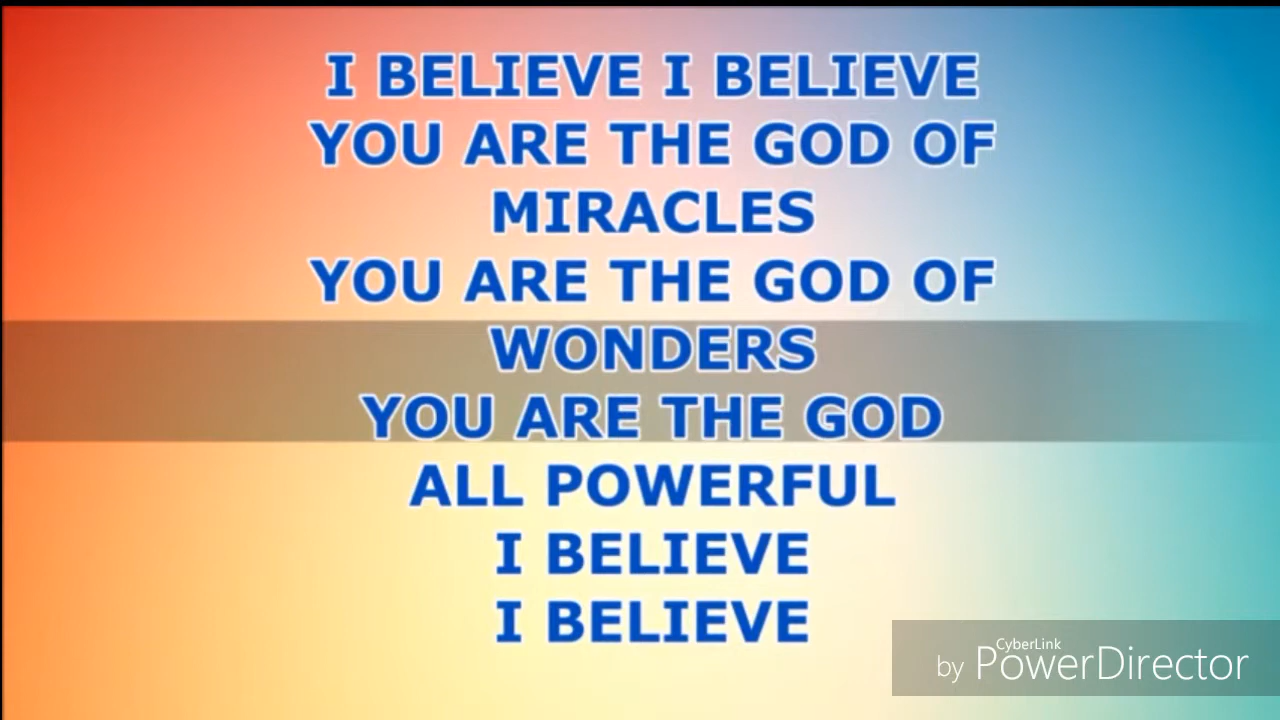 I BELIEVE I BELIEVE
YOU ARE THE GOD OF
MIRACLES
YOU ARE THE GOD OF
WONDERS
YOU ARE THE GOD
ALL POWERFUL
I BELIEVE
I BELIEVE
CyberLink
by PowerDirector